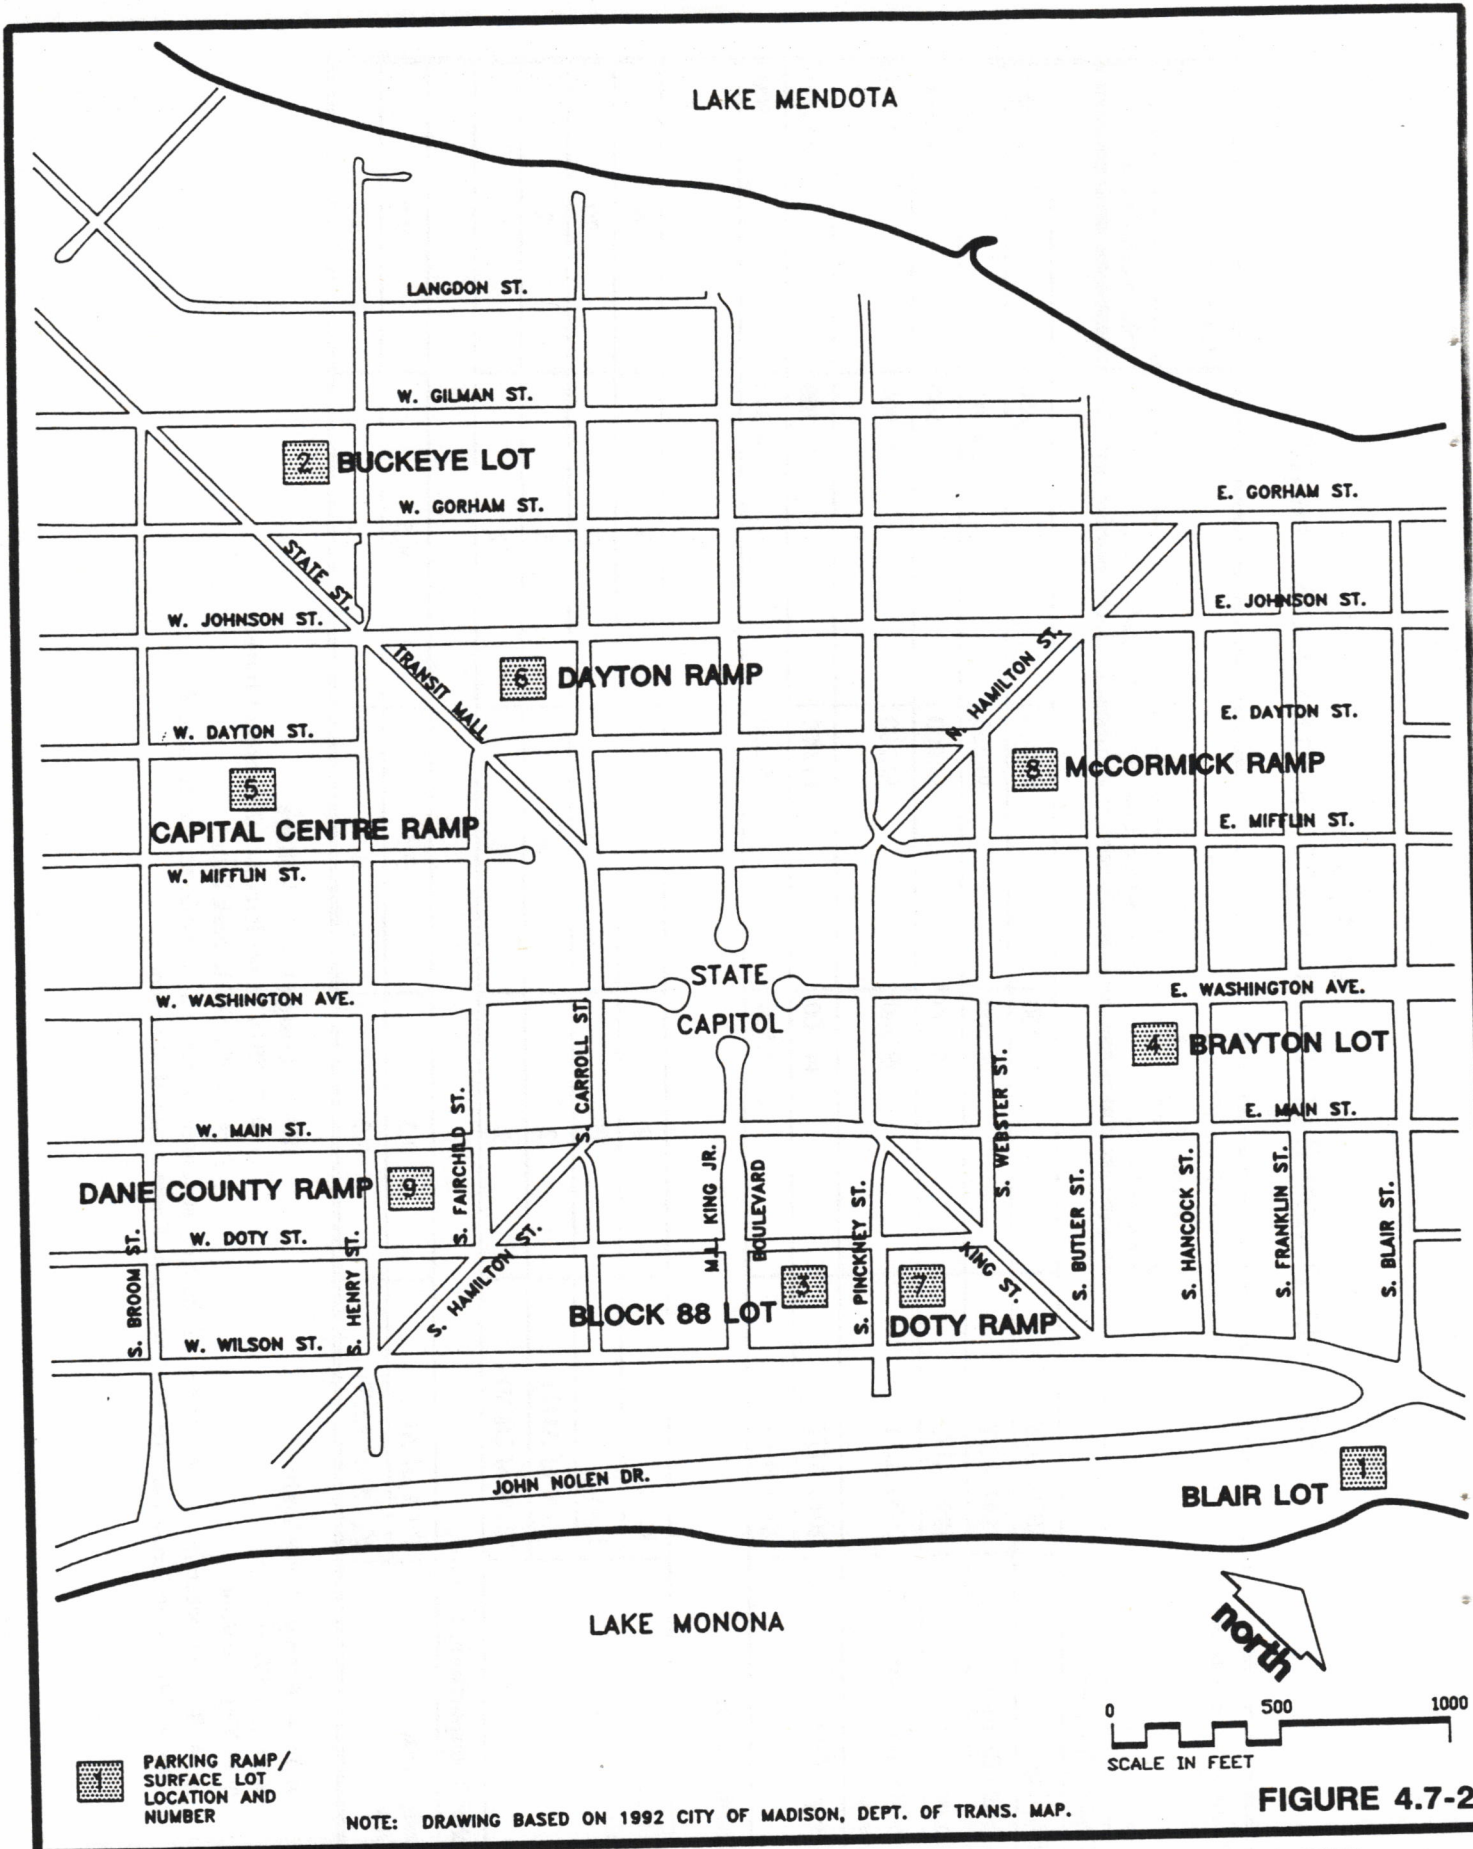 LAKE MENDOTA
LANGDON ST.
W. GILMAN ST.
2 BUCKEYE LOT
W. GORHAM ST.
E. GORHAM ST.
STATE ST.
W. JOHNSON ST.
E. JOHNSON ST.
TRANSIT MALL
6 DAYTON RAMP
N. HAMILTON ST.
W. DAYTON ST.
E. DAYTON ST.
8 McCORMICK RAMP
5
CAPITAL CENTRE RAMP
E. MIFFLIN ST.
W. MIFFLIN ST.
STATE
CAPITOL
W. WASHINGTON AVE.
E. WASHINGTON AVE.
4 BRAYTON LOT
S. CARROLL ST.
S. FAIRCHILD ST.
S. WEBSTER ST.
W. MAIN ST.
E. MAIN ST.
DANE COUNTY RAMP 9
M.L. KING JR.
BOULEVARD
S. PINCKNEY ST.
S. BUTLER ST.
S. HANCOCK ST.
S. FRANKLIN ST.
S. BLAIR ST.
W. DOTY ST.
S. BROOM ST.
S. HENRY ST.
S. HAMILTON ST.
KING ST.
BLOCK 88 LOT 3
7
DOTY RAMP
W. WILSON ST.
JOHN NOLEN DR.
1
BLAIR LOT
LAKE MONONA
north
0 500 1000
SCALE IN FEET
1 PARKING RAMP/
SURFACE LOT
LOCATION AND
NUMBER
NOTE: DRAWING BASED ON 1992 CITY OF MADISON, DEPT. OF TRANS. MAP.
FIGURE 4.7-2